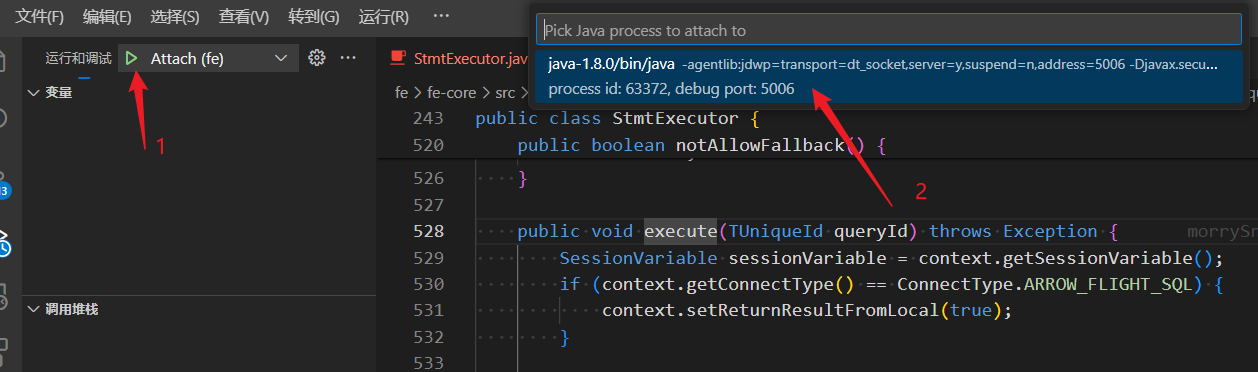 文件(F) 编辑(E) 选择(S) 查看(V) 转到(G) 运行(R) ···
Pick Java process to attach to
java-1.8.0/bin/java -agentlib:jdwp=transport=dt_socket,server=y,suspend=n,address=5006 -Djavax.secu...
process id: 63372, debug port: 5006
运行和调试 Attach (fe) ···
StmtExecutor.jav
变量
fe > fe-core > src
243 public class StmtExecutor {
520 public boolean notAllowFallback() {
526 }
527
528 public void execute(TUniqueId queryId) throws Exception { morrySn
529 SessionVariable sessionVariable = context.getSessionVariable();
530 if (context.getConnectType() == ConnectType.ARROW_FLIGHT_SQL) {
531 context.setReturnResultFromLocal(true);
532 }
533
调用堆栈
1
2